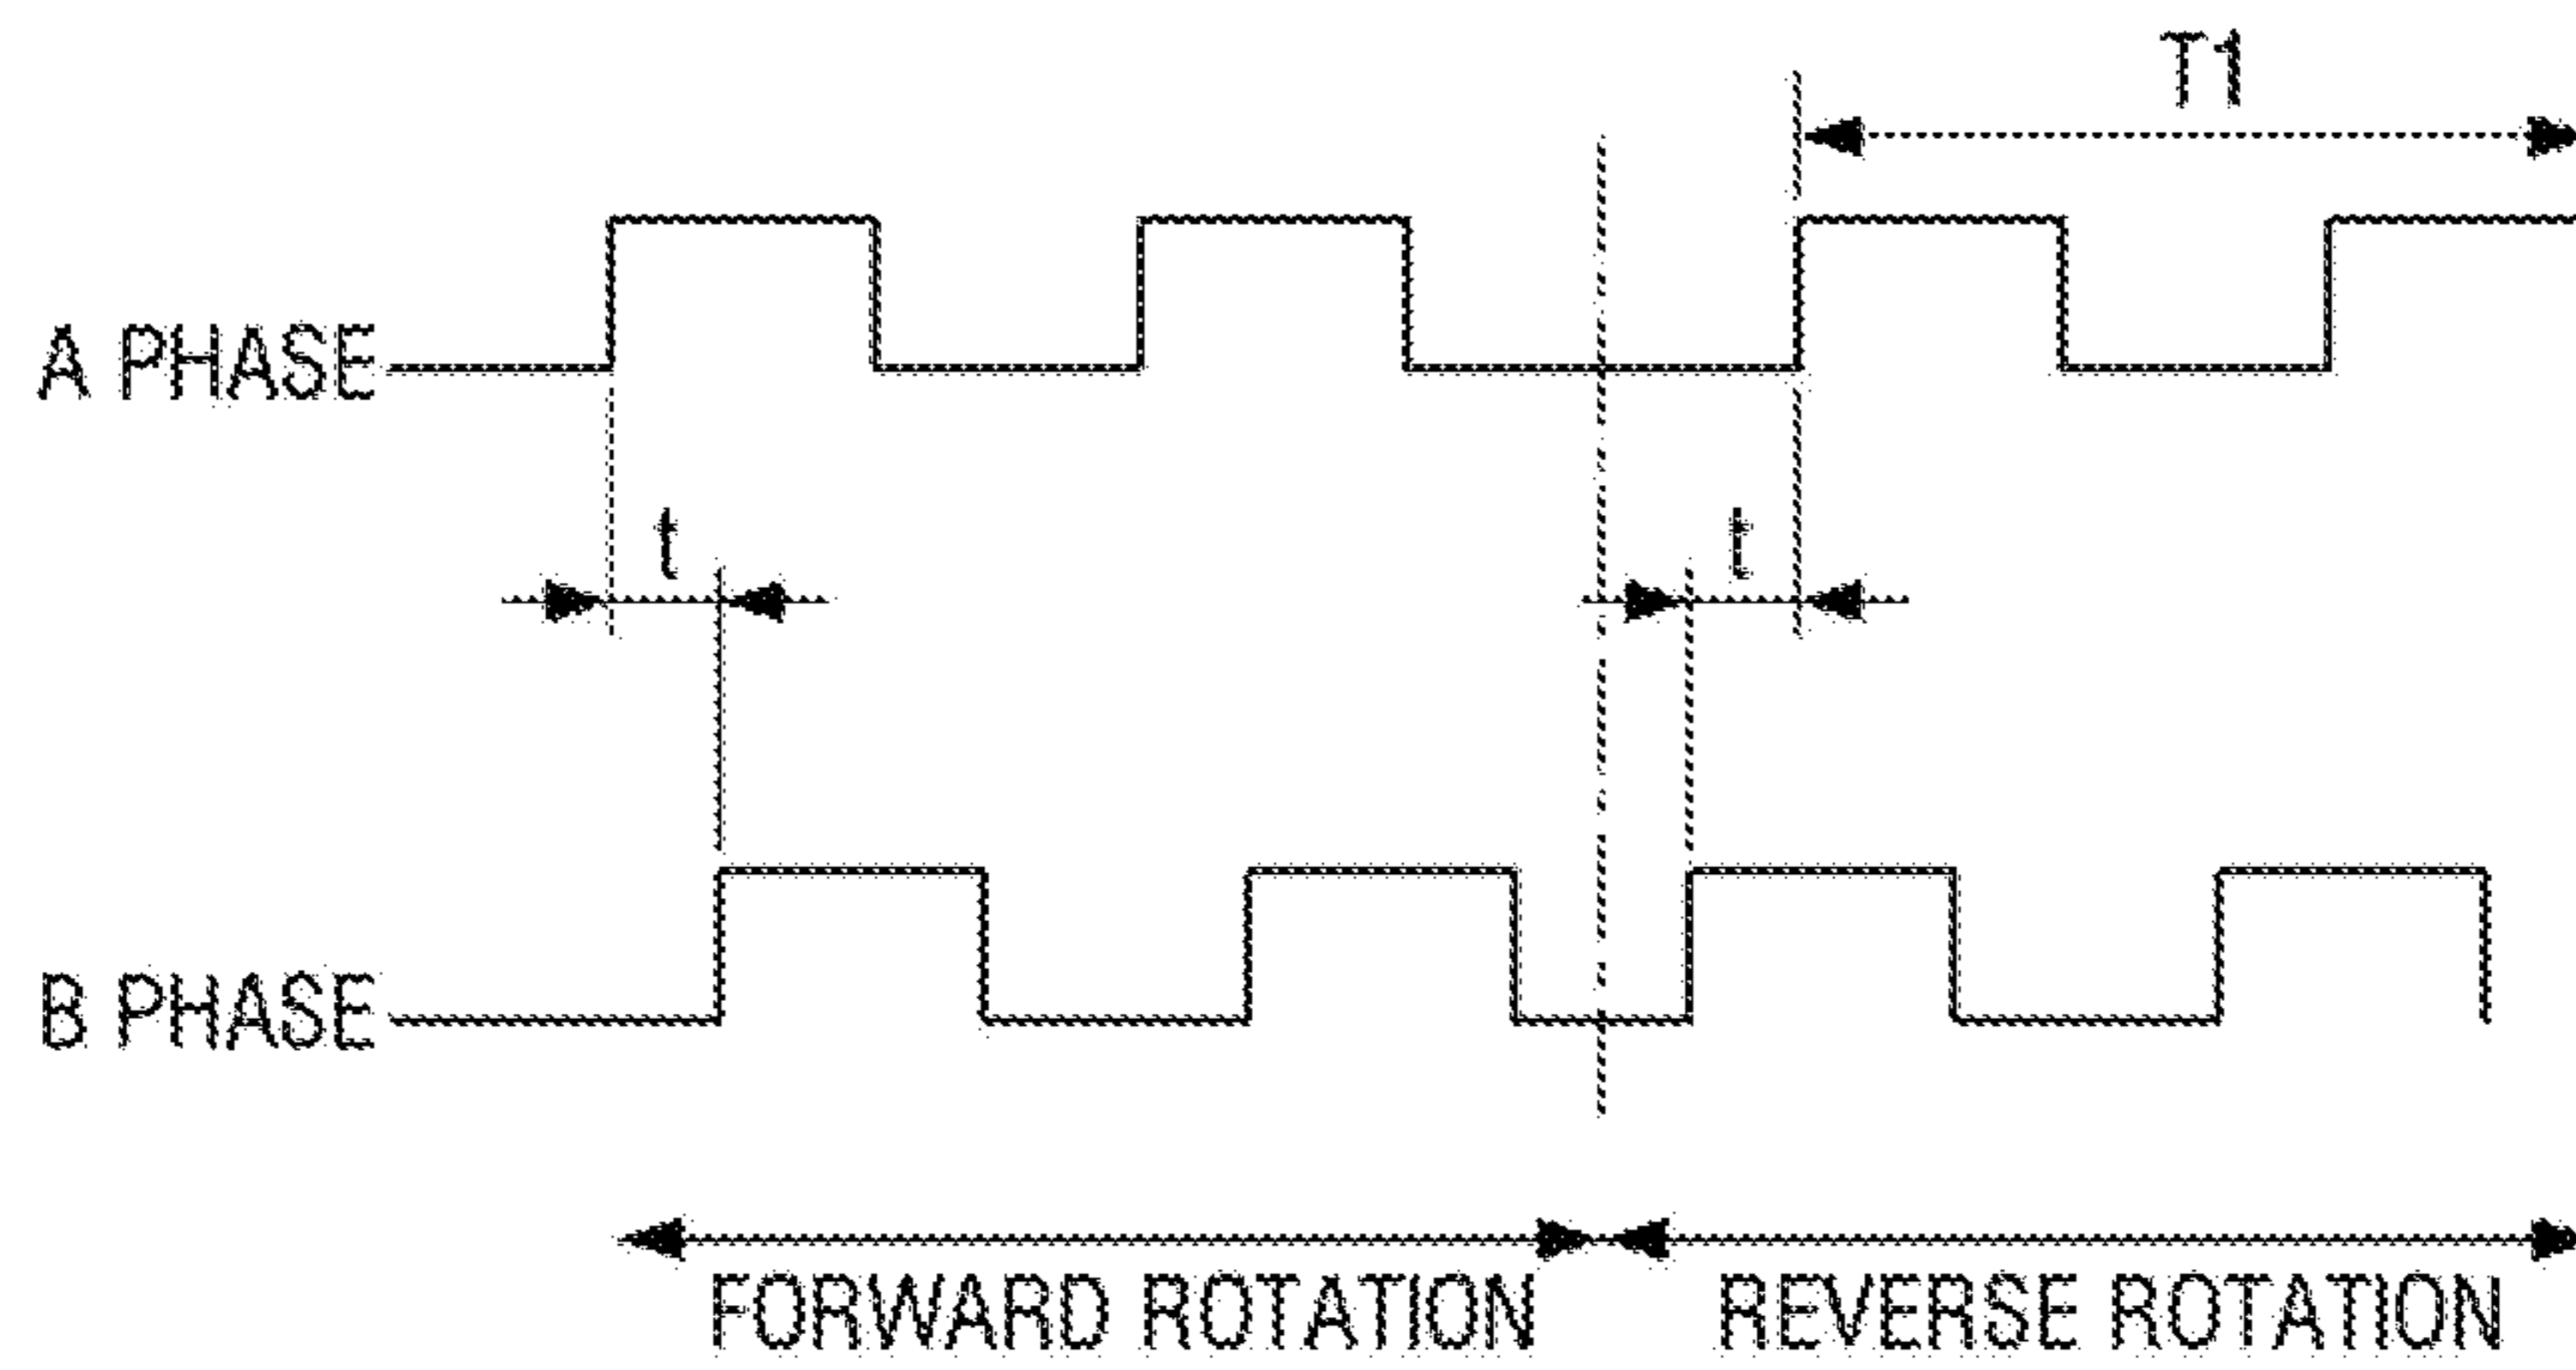 T1
A PHASE
t
t
B PHASE
FORWARD ROTATION
REVERSE ROTATION